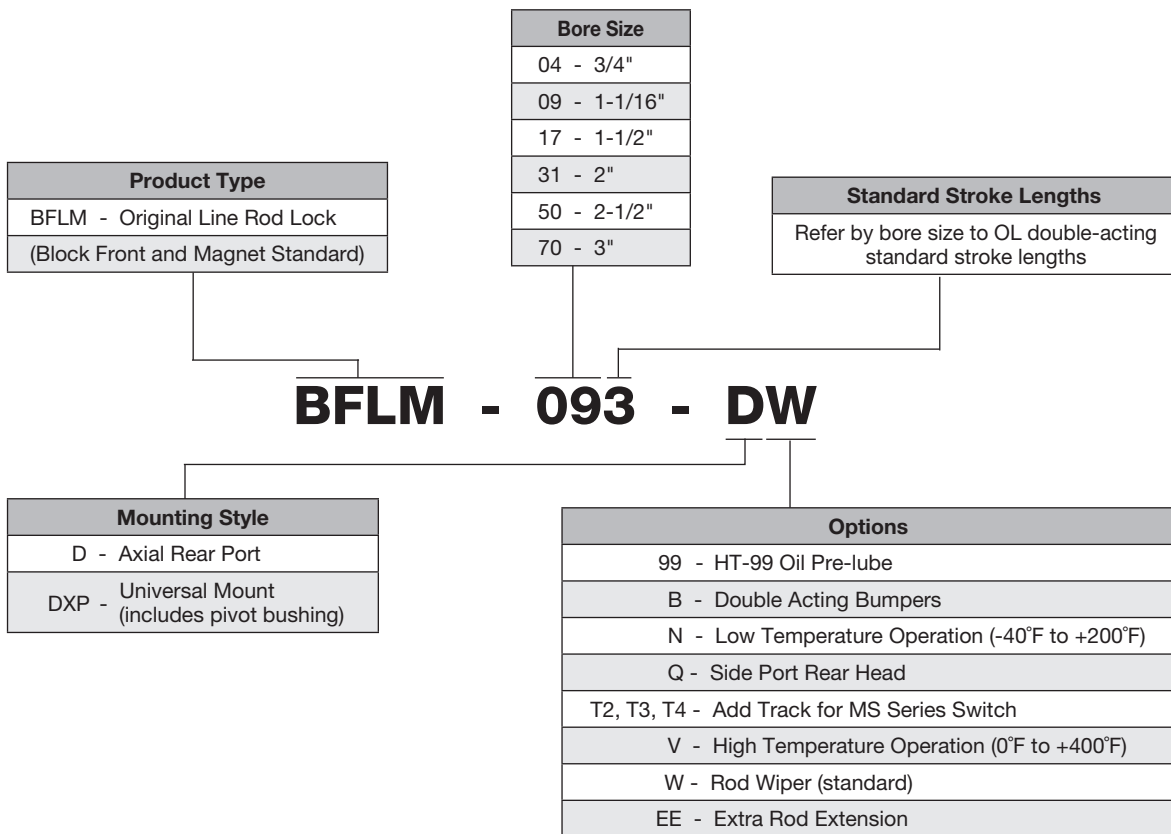 Bore Size
04 - 3/4"
09 - 1-1/16"
17 - 1-1/2"
31 - 2"
50 - 2-1/2"
70 - 3"
Product Type
BFLM - Original Line Rod Lock
(Block Front and Magnet Standard)
Standard Stroke Lengths
Refer by bore size to OL double-acting
standard stroke lengths
BFLM - 093 - DW
Mounting Style
D - Axial Rear Port
DXP - Universal Mount
(includes pivot bushing)
Options
99 - HT-99 Oil Pre-lube
B - Double Acting Bumpers
N - Low Temperature Operation (-40°F to +200°F)
Q - Side Port Rear Head
T2, T3, T4 - Add Track for MS Series Switch
V - High Temperature Operation (0°F to +400°F)
W - Rod Wiper (standard)
EE - Extra Rod Extension